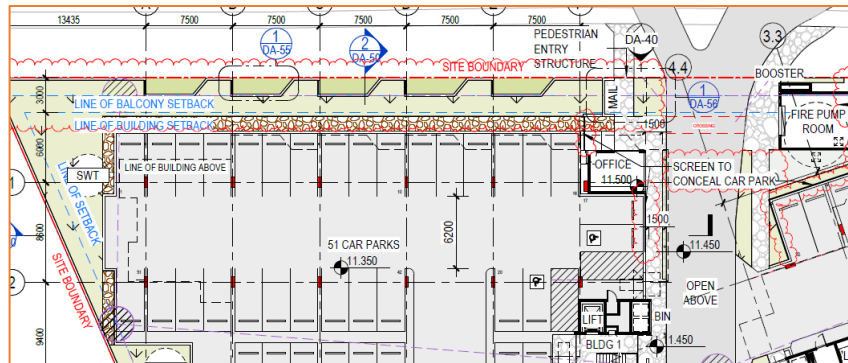 13435
7500
7500
7500
7500
7500
1
DA-55
2
DA-50
PEDESTRIAN
ENTRY
STRUCTURE
DA-40
3.3
4.4
SITE BOUNDARY
BOOSTER
1
DA-56
3000
LINE OF BALCONY SETBACK
MAIL
LINE OF BUILDING SETBACK
1500
FIRE PUMP
ROOM
6000
LINE OF SETBACK
SWT
LINE OF BUILDING ABOVE
OFFICE
11.500
SCREEN TO
CONCEAL CAR PARK
1
6200
1500
8600
51 CAR PARKS
11.350
11.450
SITE BOUNDARY
2
OPEN
ABOVE
LIFT
BIN
9400
BLDG 1
11.450